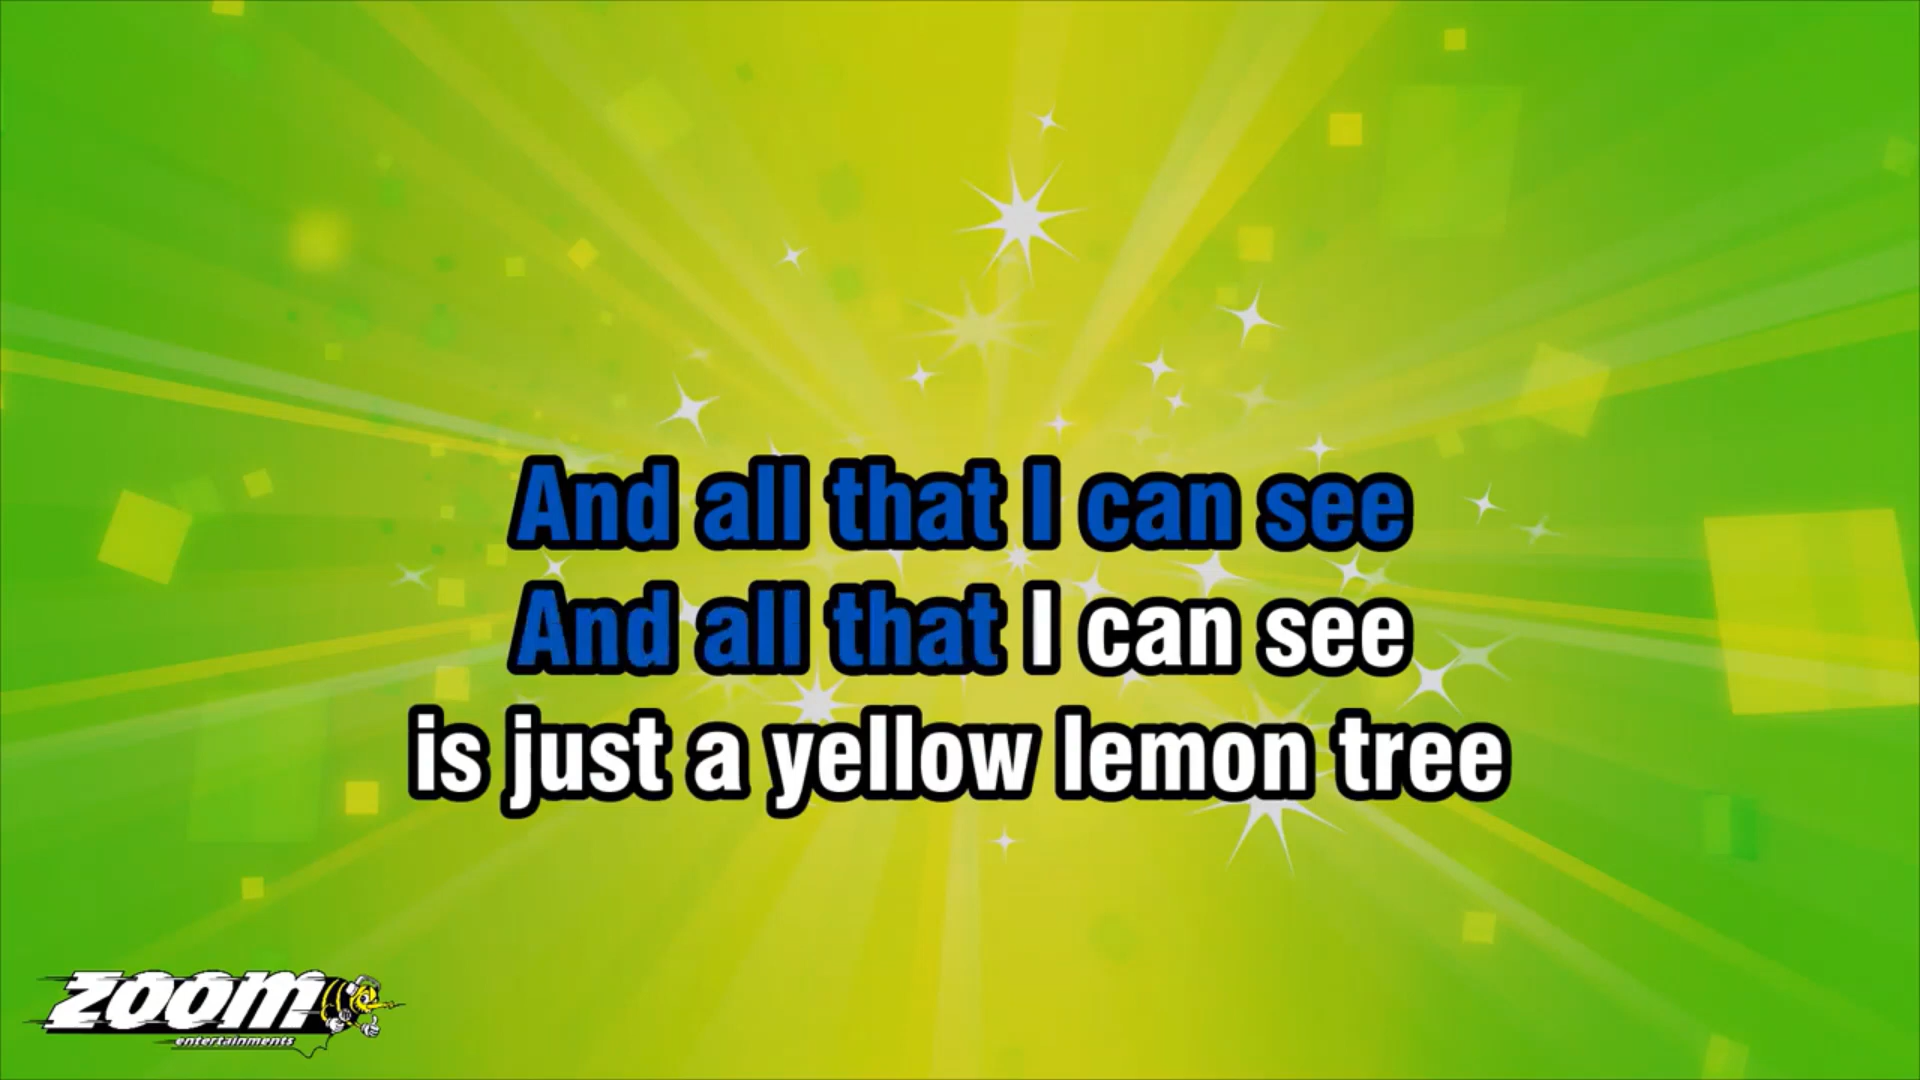 And all that I can see
And all that I can see
is just a yellow lemon tree
zoom
entertainments